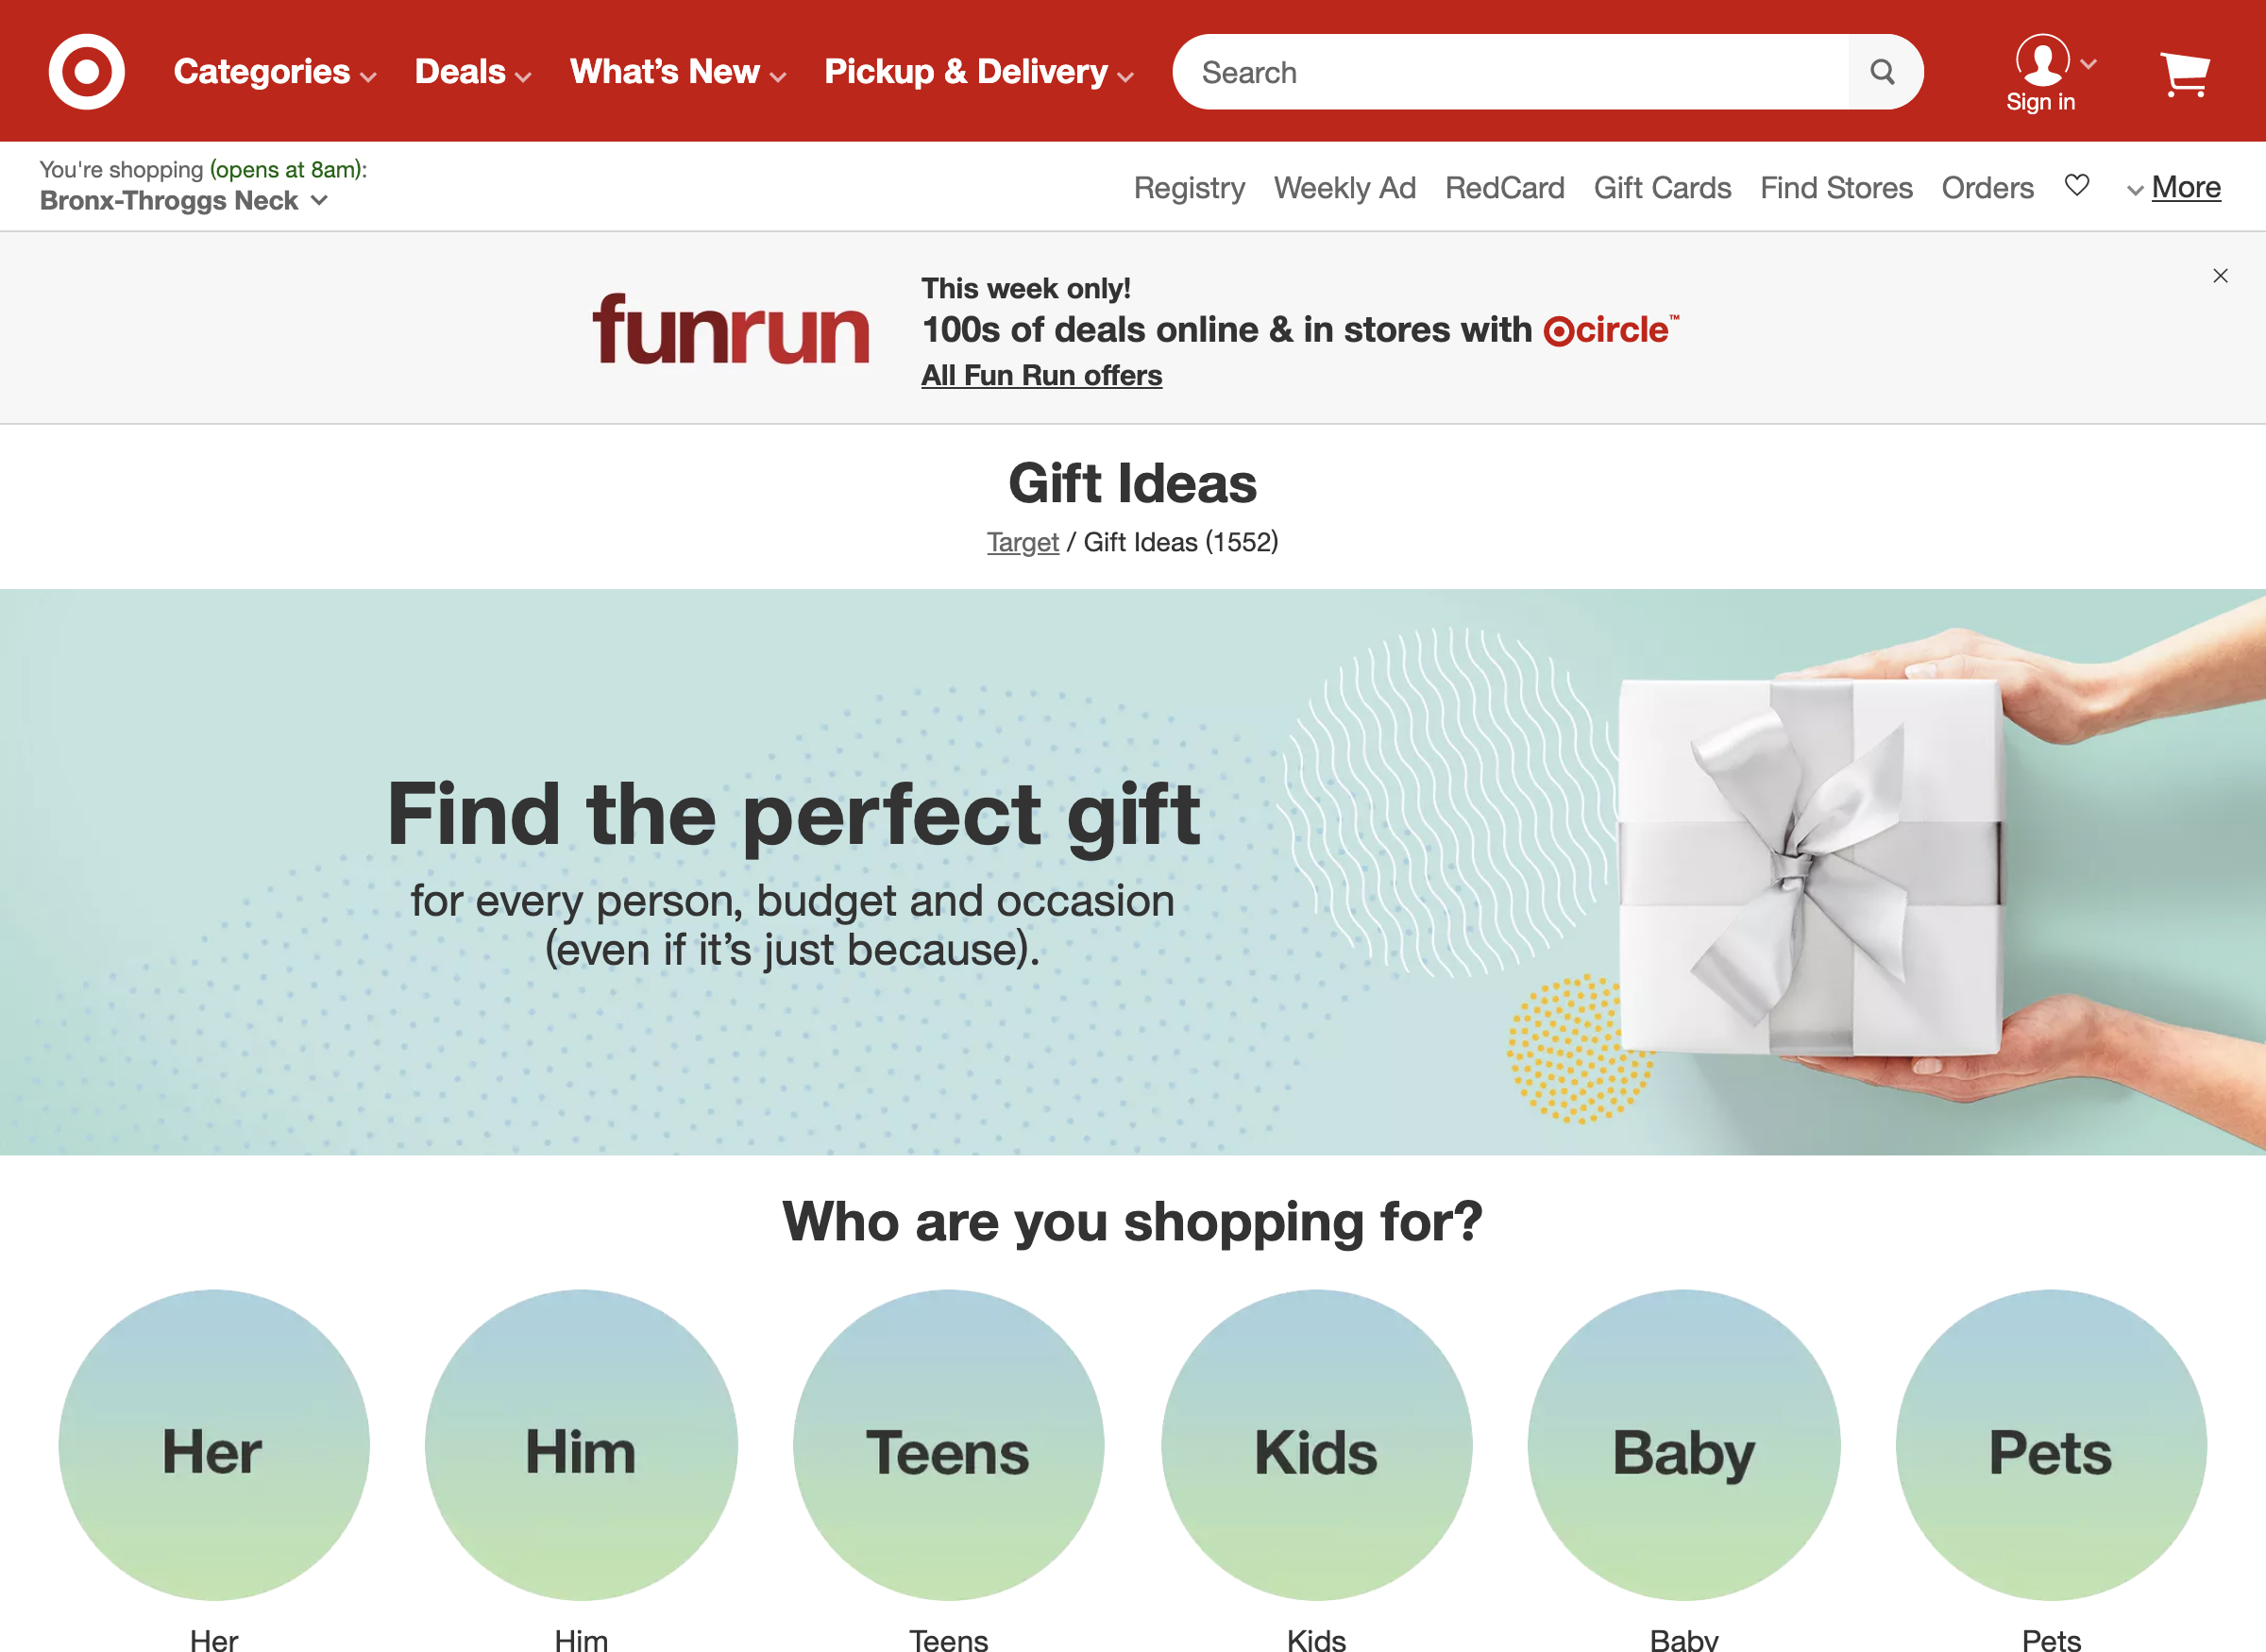 Categories
Deals
What's New
Pickup & Delivery
Search
Sign in
You're shopping (opens at 8am):
Bronx-Throggs Neck
Registry
Weekly Ad
RedCard
Gift Cards
Find Stores
Orders
More
funrun
This week only!
100s of deals online & in stores with circle™
All Fun Run offers
Gift Ideas
Target / Gift Ideas (1552)
Find the perfect gift
for every person, budget and occasion
(even if it's just because).
Who are you shopping for?
Her
Him
Teens
Kids
Baby
Pets
Her
Him
Teens
Kids
Baby
Pets